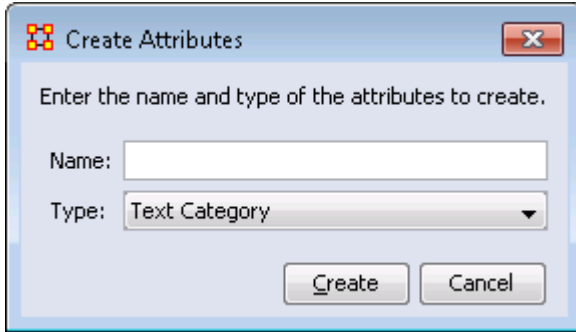 Create Attributes
Enter the name and type of the attributes to create.
Name:
Type: Text Category
Create Cancel